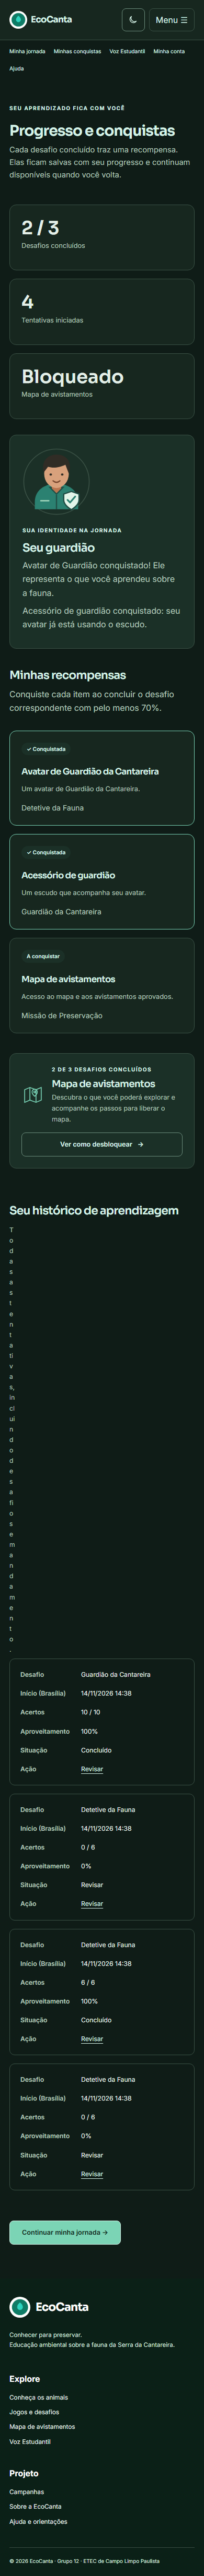 EcoCanta
Menu ☰
Minha jornada Minhas conquistas Voz Estudantil Minha conta
Ajuda
SEU APRENDIZADO FICA COM VOCÊ
Progresso e conquistas
Cada desafio concluído traz uma recompensa.
Elas ficam salvas com seu progresso e continuam
disponíveis quando você volta.
2 / 3
Desafios concluídos
4
Tentativas iniciadas
Bloqueado
Mapa de avistamentos
SUA IDENTIDADE NA JORNADA
Seu guardião
Avatar de Guardião conquistado! Ele
representa o que você aprendeu sobre
a fauna.
Acessório de guardião conquistado: seu
avatar já está usando o escudo.
Minhas recompensas
Conquiste cada item ao concluir o desafio
correspondente com pelo menos 70%.
✓ Conquistada
Avatar de Guardião da Cantareira
Um avatar de Guardião da Cantareira.
Detetive da Fauna
✓ Conquistada
Acessório de guardião
Um escudo que acompanha seu avatar.
Guardião da Cantareira
A conquistar
Mapa de avistamentos
Acesso ao mapa e aos avistamentos aprovados.
Missão de Preservação
2 DE 3 DESAFIOS CONCLUÍDOS
Mapa de avistamentos
Descubra o que você poderá explorar e
acompanhe os passos para liberar o
mapa.
Ver como desbloquear →
Seu histórico de aprendizagem
T
o
d
a
s
a
s
t
e
n
t
a
ti
v
a
s,
in
cl
ui
n
d
o
d
e
s
a
fi
o
s
e
m
a
n
d
a
m
e
n
t
o
.
Desafio Guardião da Cantareira
Início (Brasília) 14/11/2026 14:38
Acertos 10 / 10
Aproveitamento 100%
Situação Concluído
Ação Revisar
Desafio Detetive da Fauna
Início (Brasília) 14/11/2026 14:38
Acertos 0 / 6
Aproveitamento 0%
Situação Revisar
Ação Revisar
Desafio Detetive da Fauna
Início (Brasília) 14/11/2026 14:38
Acertos 6 / 6
Aproveitamento 100%
Situação Concluído
Ação Revisar
Desafio Detetive da Fauna
Início (Brasília) 14/11/2026 14:38
Acertos 0 / 6
Aproveitamento 0%
Situação Revisar
Ação Revisar
Continuar minha jornada →
EcoCanta
Conhecer para preservar.
Educação ambiental sobre a fauna da Serra da Cantareira.
Explore
Conheça os animais
Jogos e desafios
Mapa de avistamentos
Voz Estudantil
Projeto
Campanhas
Sobre a EcoCanta
Ajuda e orientações
© 2026 EcoCanta · Grupo 12 · ETEC de Campo Limpo Paulista